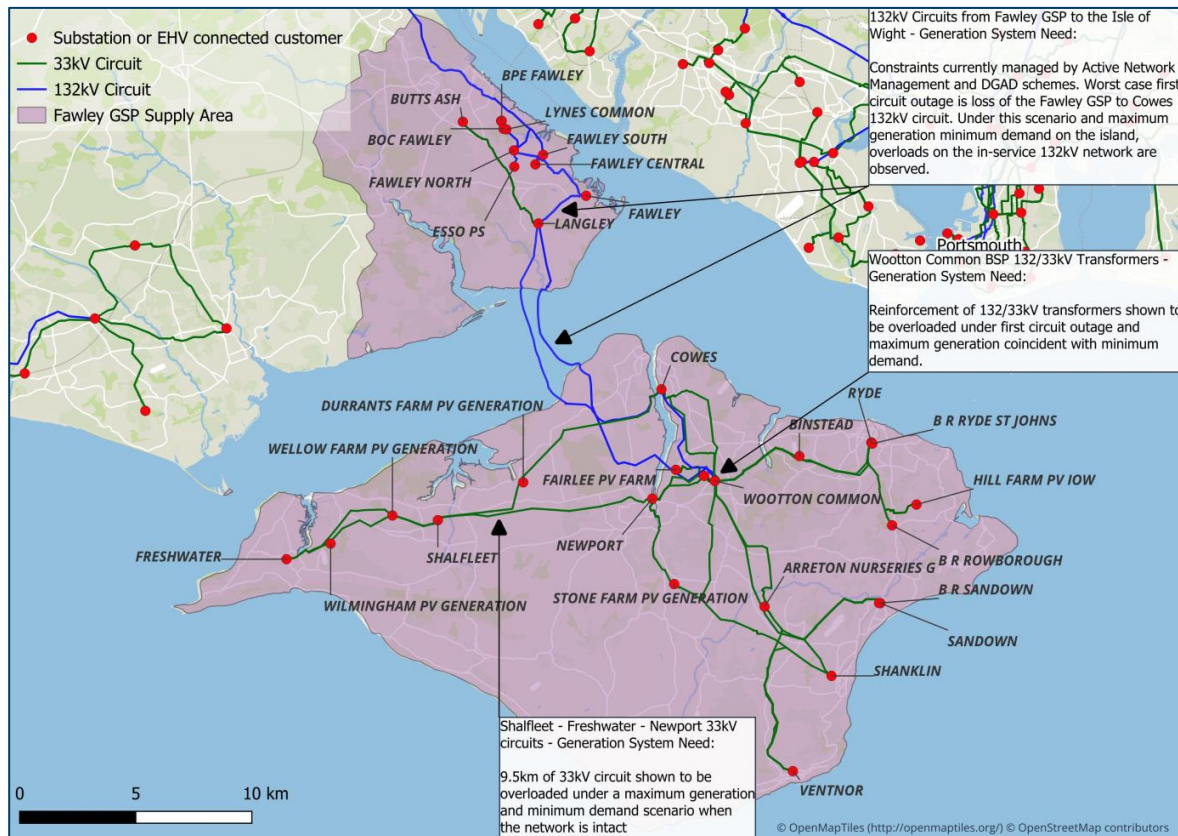 Substation or EHV connected customer
33kV Circuit
132kV Circuit
Fawley GSP Supply Area
132kV Circuits from Fawley GSP to the Isle of
Wight - Generation System Need:
Constraints currently managed by Active Network
Management and DGAD schemes. Worst case first
circuit outage is loss of the Fawley GSP to Cowes
132kV circuit. Under this scenario and maximum
generation minimum demand on the island,
overloads on the in-service 132kV network are
observed.
BPE FAWLEY
BUTTS ASH
LYNES COMMON
BOC FAWLEY
FAWLEY SOUTH
FAWLEY CENTRAL
FAWLEY NORTH
FAWLEY
ESSO PS
LANGLEY
Portsmouth
Wootton Common BSP 132/33kV Transformers -
Generation System Need:
Reinforcement of 132/33kV transformers shown to
be overloaded under first circuit outage and
maximum generation coincident with minimum
demand.
COWES
RYDE
DURRANTS FARM PV GENERATION
BINSTEAD
B R RYDE ST JOHNS
WELLOW FARM PV GENERATION
FAIRLEE PV FARM
HILL FARM PV IOW
WOOTTON COMMON
NEWPORT
FRESHWATER
SHALFLEET
B R ROWBOROUGH
ARRETON NURSERIES G
WILMINGHAM PV GENERATION
STONE FARM PV GENERATION
B R SANDOWN
SANDOWN
SHANKLIN
Shalfleet - Freshwater - Newport 33kV
circuits - Generation System Need:
9.5km of 33kV circuit shown to be
overloaded under a maximum generation
and minimum demand scenario when
the network is intact
VENTNOR
0 5 10 km
© OpenMapTiles (http://openmaptiles.org/) © OpenStreetMap contributors